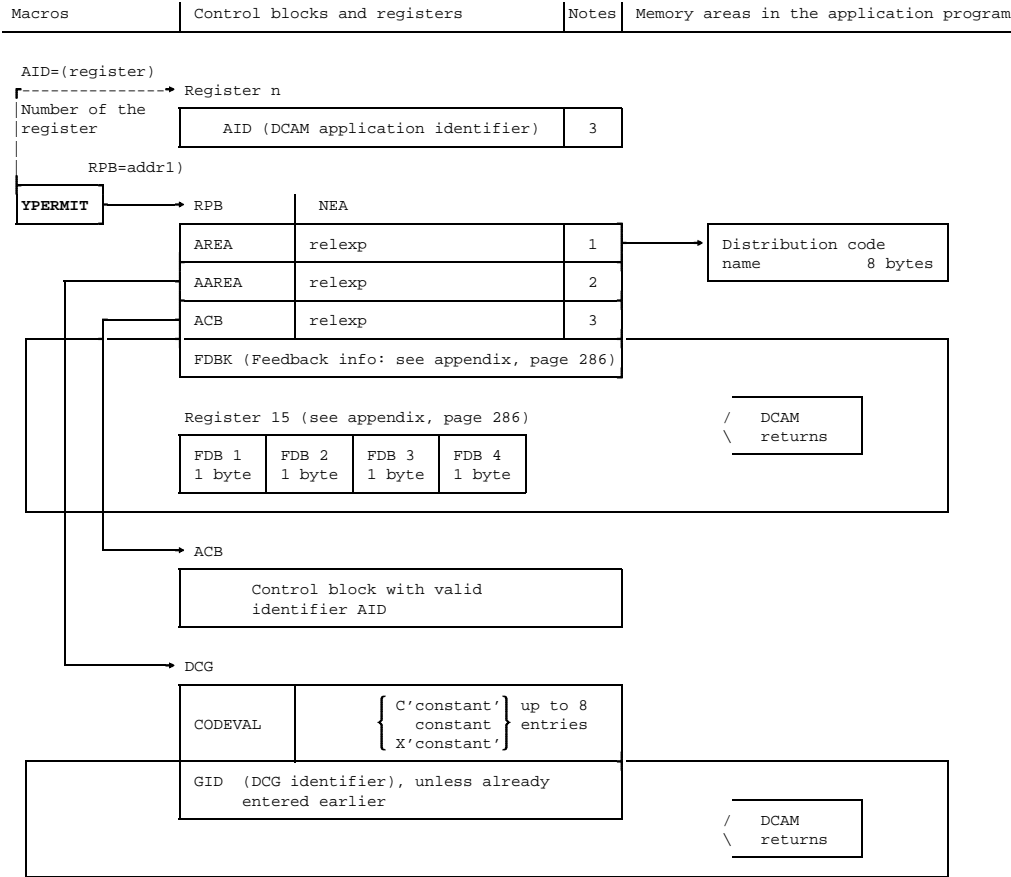 Macros Control blocks and registers Notes Memory areas in the application program
AID=(register)
Register n
Number of the
register
AID (DCAM application identifier) 3
RPB=addr1)
YPERMIT RPB NEA
AREA relexp 1
Distribution code
name 8 bytes
AAREA relexp 2
ACB relexp 3
FDBK (Feedback info: see appendix, page 286)
Register 15 (see appendix, page 286)
/ DCAM
\ returns
FDB 1 FDB 2 FDB 3 FDB 4
1 byte 1 byte 1 byte 1 byte
ACB
Control block with valid
identifier AID
DCG
CODEVAL
C'constant' up to 8
constant entries
X'constant'
GID (DCG identifier), unless already
entered earlier
/ DCAM
\ returns